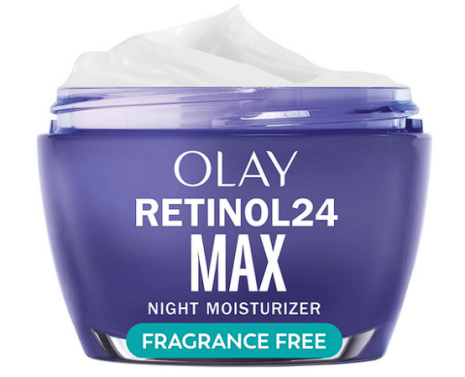 OLAY
RETINOL24
MAX
NIGHT MOISTURIZER
FRAGRANCE FREE